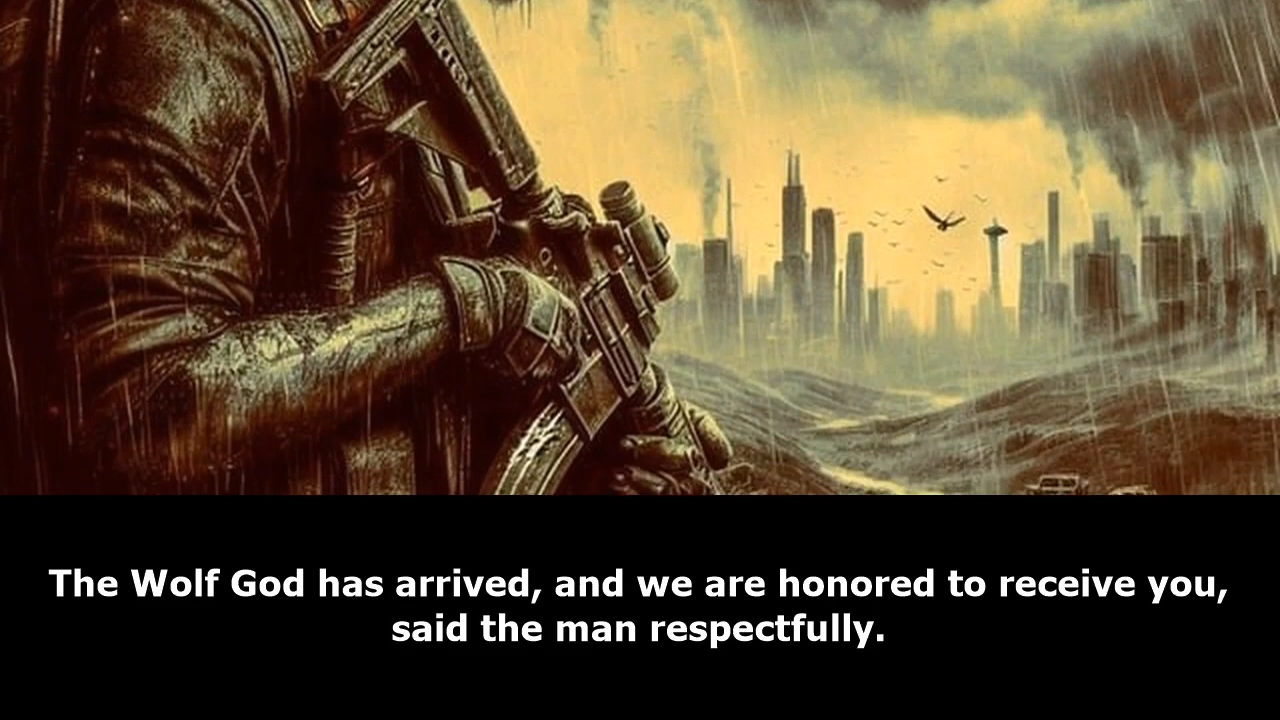 The Wolf God has arrived, and we are honored to receive you,
said the man respectfully.